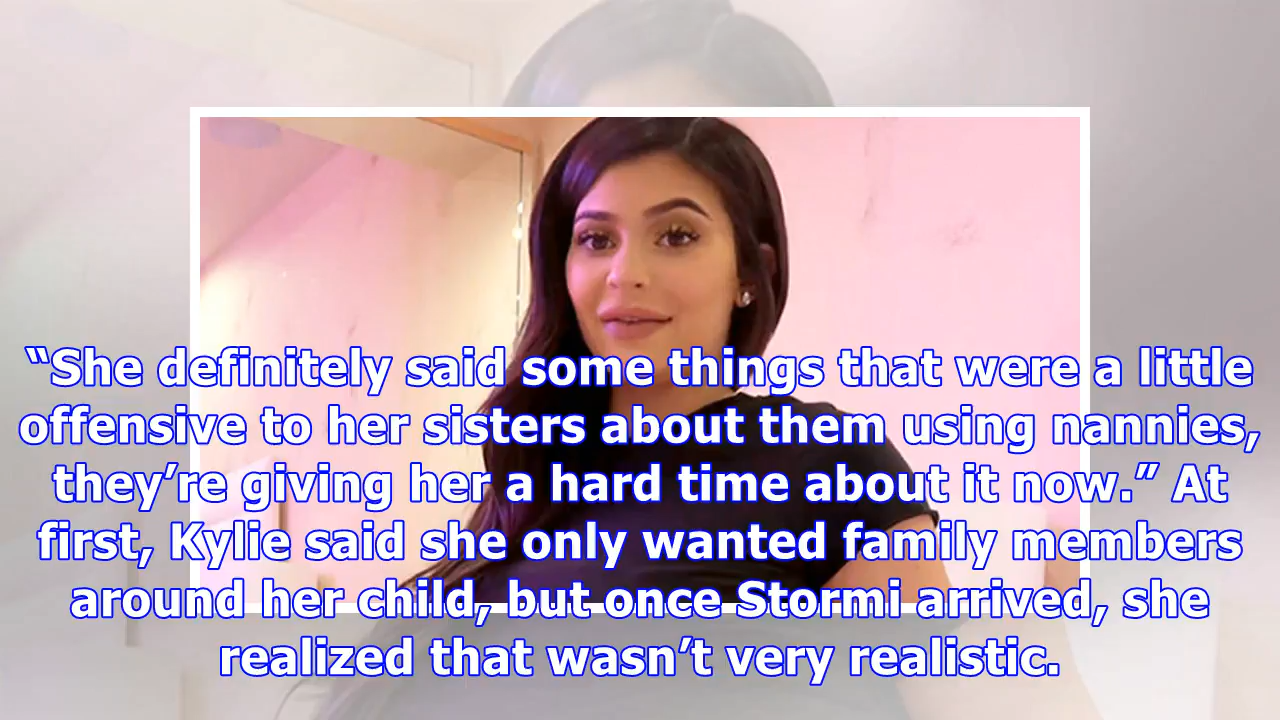 “She definitely said some things that were a little
offensive to her sisters about them using nannies,
they’re giving her a hard time about it now.” At
first, Kylie said she only wanted family members
around her child, but once Stormi arrived, she
realized that wasn’t very realistic.